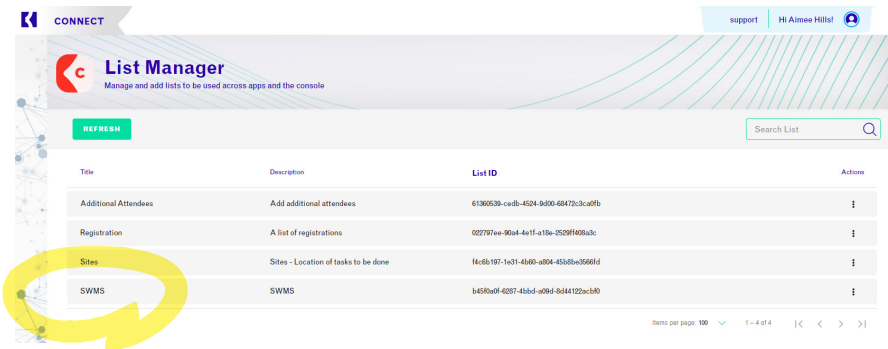 CONNECT
support Hi Aimee Hills!
C
List Manager
Manage and add lists to be used across apps and the console
REFRESH
Search List
Title Description List ID Actions
Additional Attendees Add additional attendees 61360539-cedb-4524-9d00-68472c3ca0fb
Registration A list of registrations 022797ee-90a4-4e1f-a18e-2529ff408a3c
Sites Sites - Location of tasks to be done f4c6b197-1e31-4b60-a804-45b8be3566fd
SWMS SWMS b45f0a0f-6287-4bbd-a09d-8d44122acbf0
Items per page: 100 1 – 4 of 4